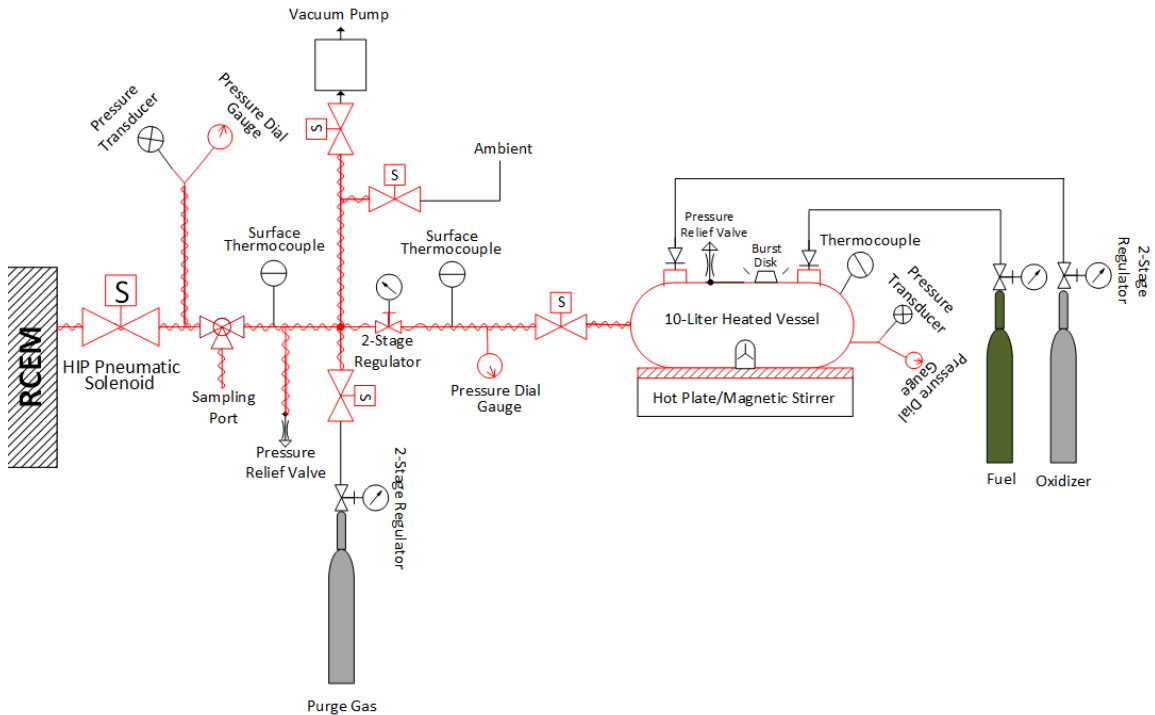 Vacuum Pump
Pressure
Transducer
Pressure Dial
Gauge
S
Ambient
S
Surface
Thermocouple
Surface
Thermocouple
Pressure
Relief Valve
Burst
Disk
Thermocouple
Pressure
Transducer
2-Stage
Regulator
S
S
RCEM
HIP Pneumatic
Solenoid
2-Stage
Regulator
10-Liter Heated Vessel
Pressure Dial
Gauge
Sampling
Port
S
Pressure Dial
Gauge
Hot Plate/Magnetic Stirrer
Pressure
Relief Valve
2-Stage Regulator
Fuel
Oxidizer
Purge Gas